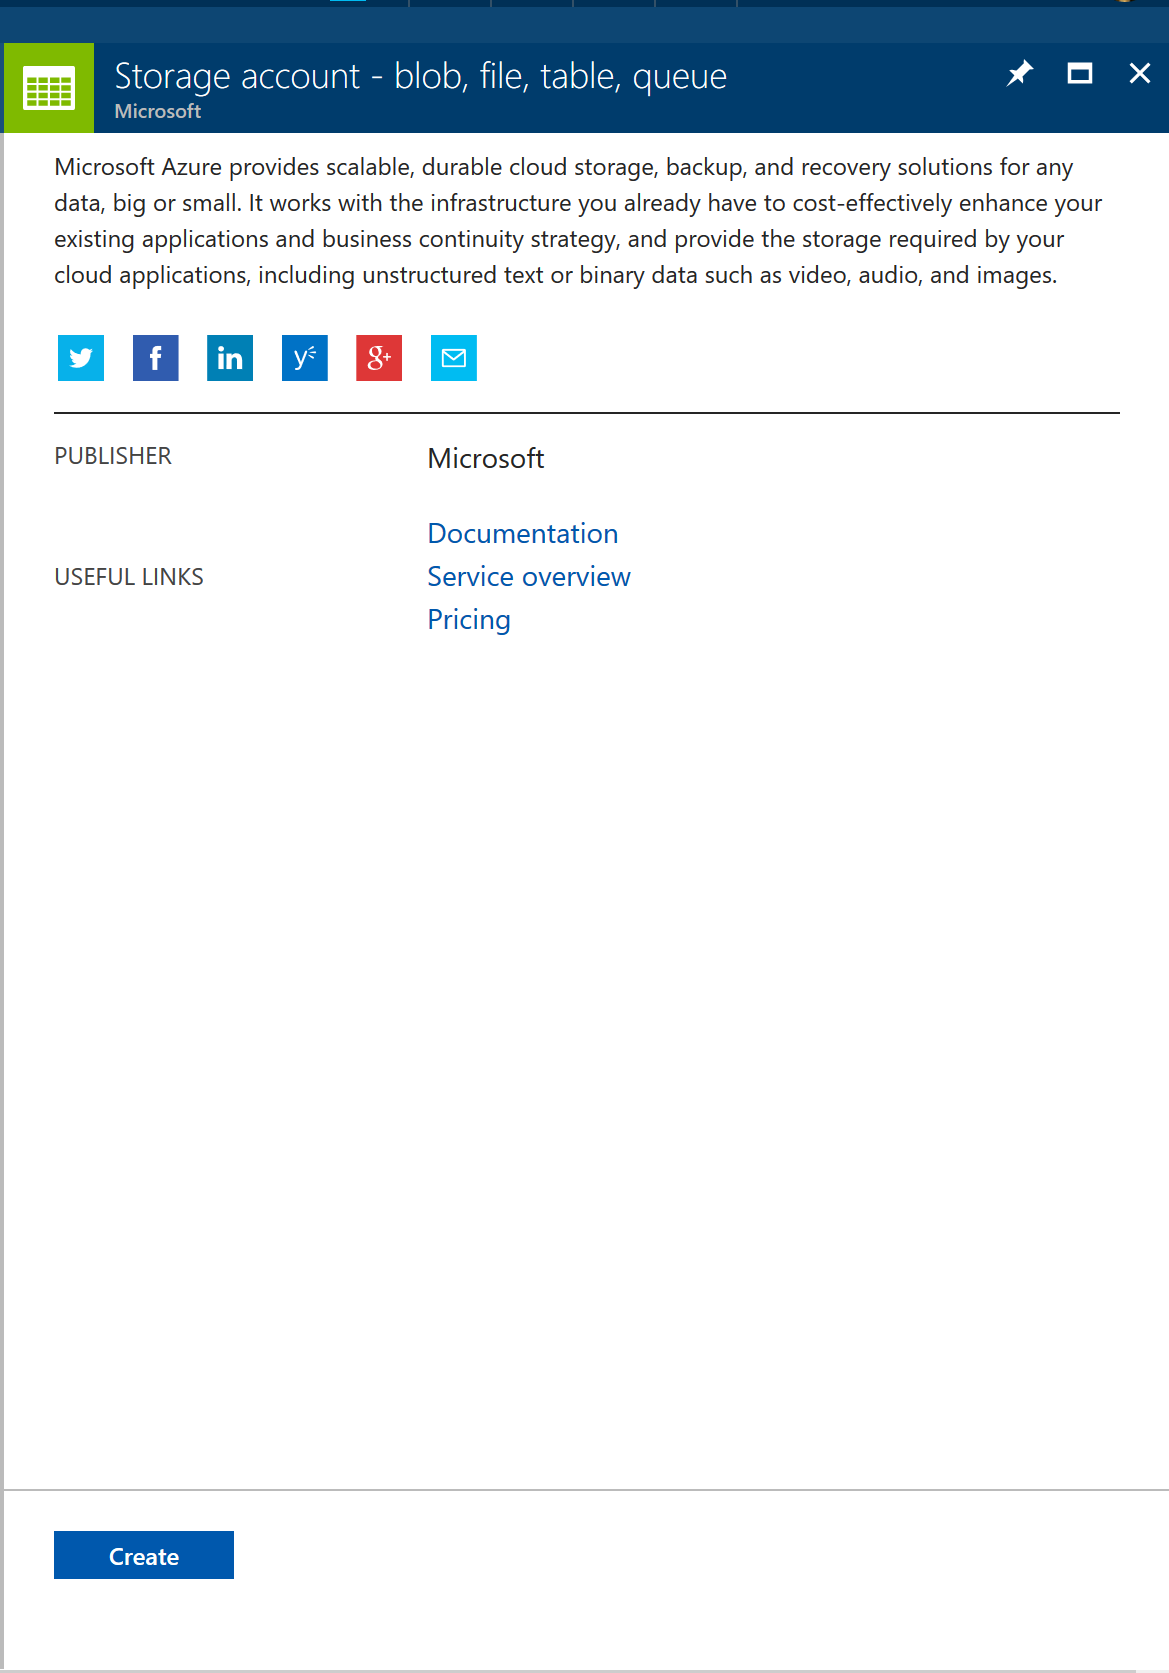 Storage account - blob, file, table, queue
Microsoft
Microsoft Azure provides scalable, durable cloud storage, backup, and recovery solutions for any
data, big or small. It works with the infrastructure you already have to cost-effectively enhance your
existing applications and business continuity strategy, and provide the storage required by your
cloud applications, including unstructured text or binary data such as video, audio, and images.
f in y g+
PUBLISHER Microsoft
Documentation
USEFUL LINKS Service overview
Pricing
Create